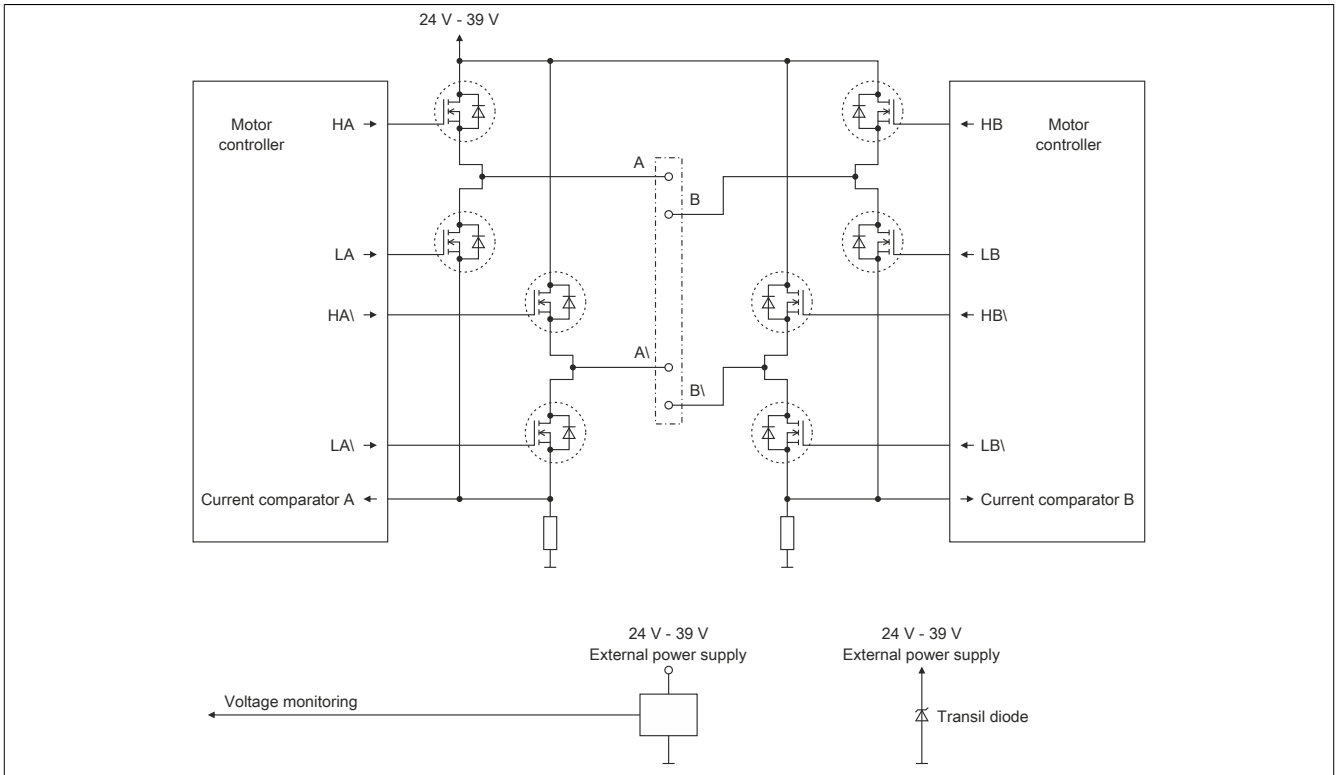 24 V - 39 V
Motor
controller
HA
A
B
HB
Motor
controller
LA
LB
HA\
HB\
A\
B\
LA\
LB\
Current comparator A
Current comparator B
24 V - 39 V
External power supply
24 V - 39 V
External power supply
Voltage monitoring
Transil diode